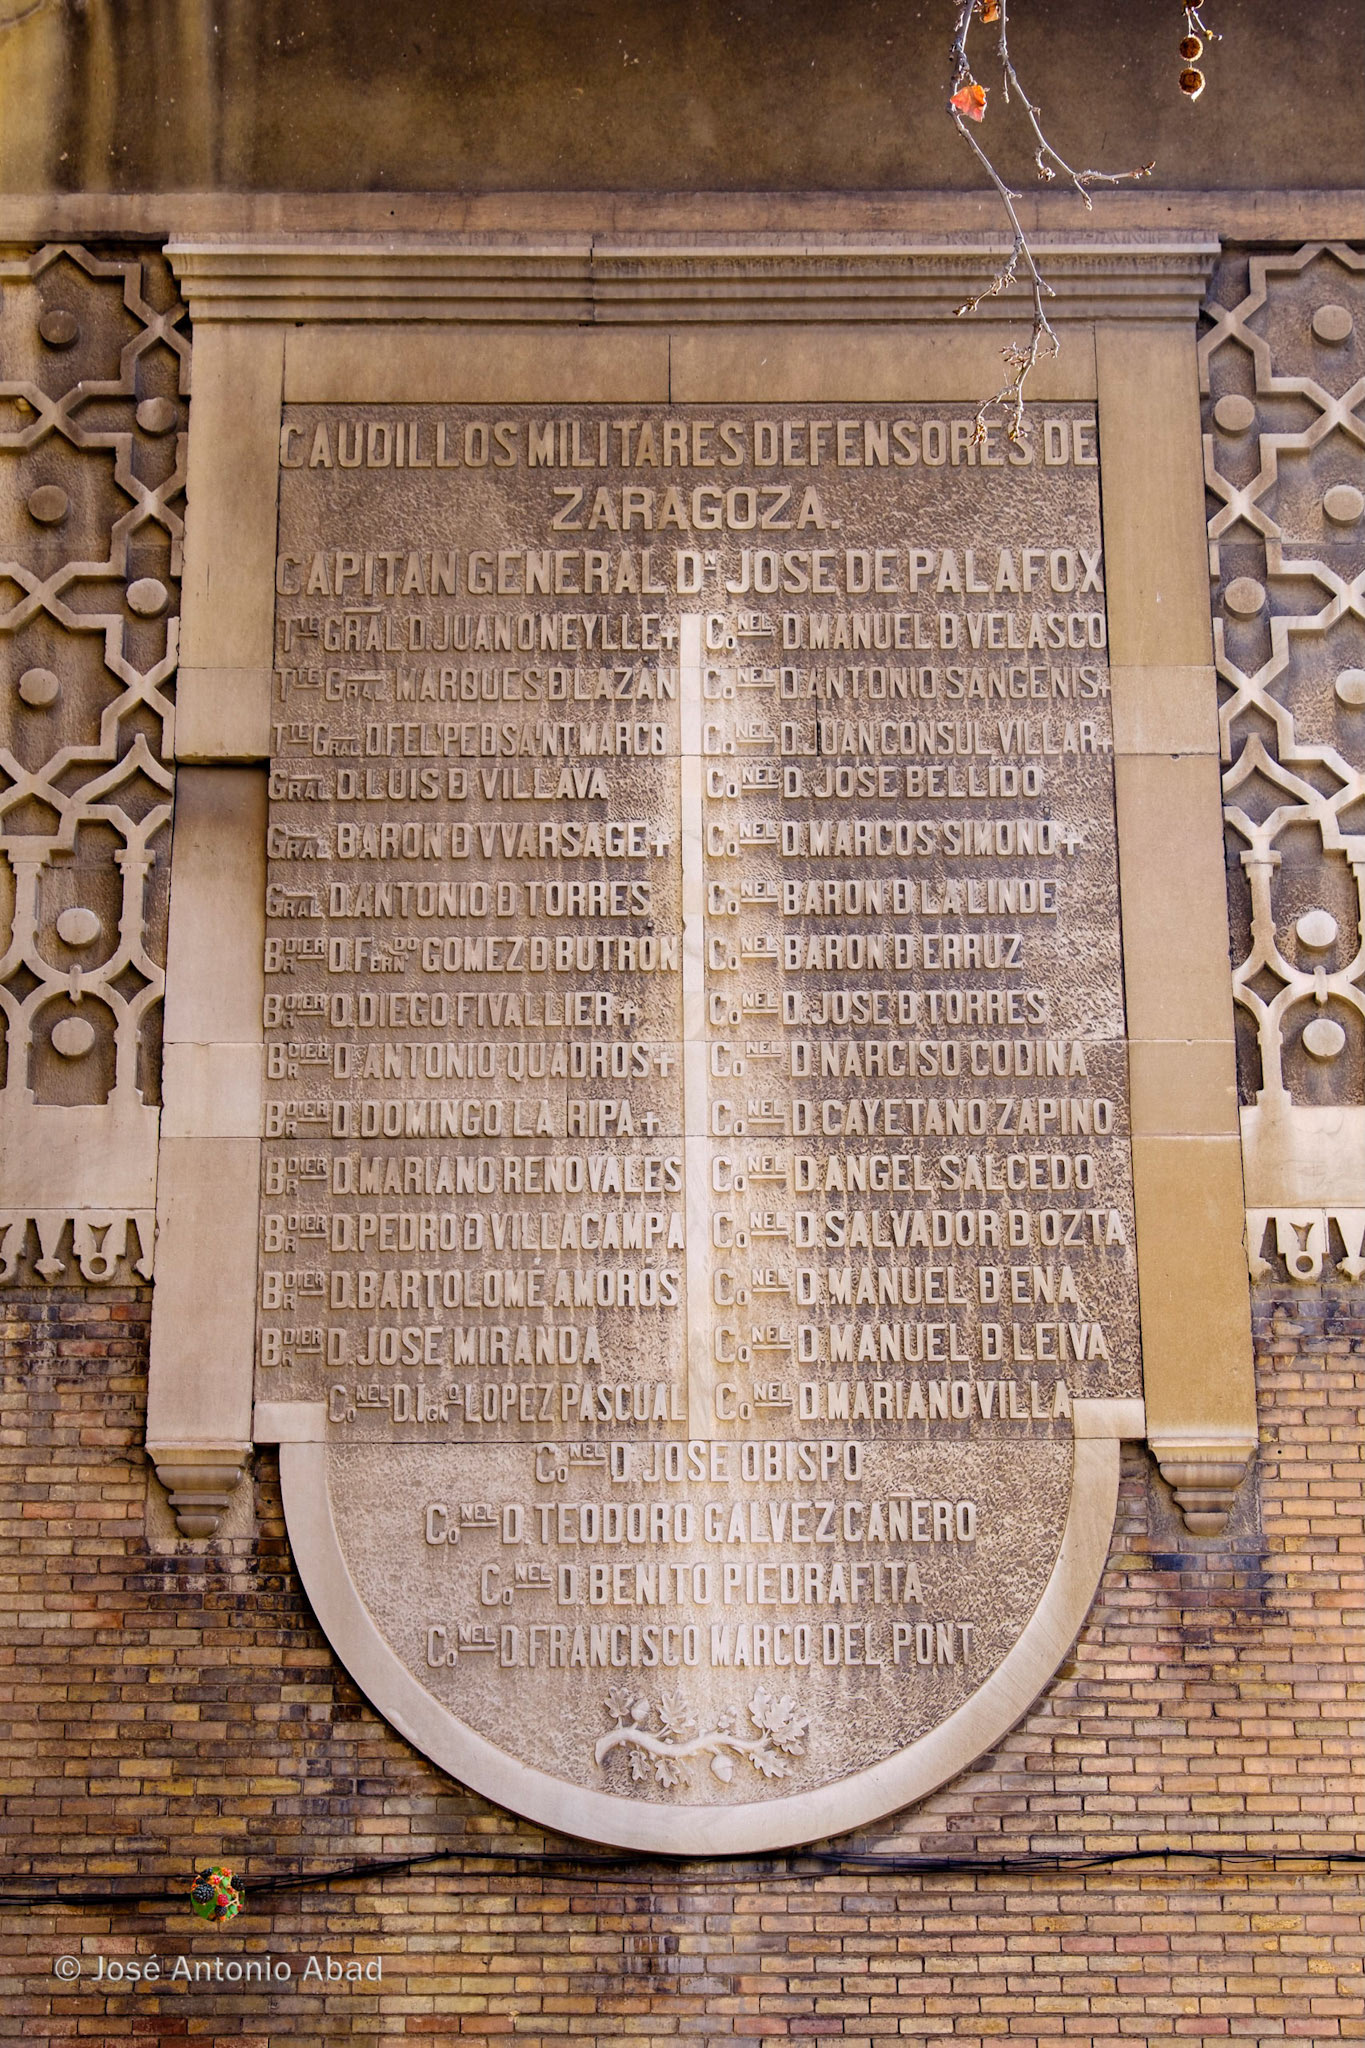 CAUDILLOS MILITARES DEFENSORES DE
ZARAGOZA.
CAPITAN GENERAL Dⁿ JOSE DE PALAFOX
Tᵗᵉ GRAL D. JUAN ONEYLLE+
Tᵗᵉ GRAL MARQUES Đ LAZAN
Tᵗᵉ GRAL D FELIPE D SANT MARCO
GRAL D. LUIS Đ VILLAVA
GRAL BARON Đ VVARSAGE+
GRAL D. ANTONIO Đ TORRES
BRᴰᴵᴱᴿ D. FERNᴰᴼ GOMEZ Đ BUTRON
BRᴰᴵᴱᴿ D. DIEGO FIVALLIER+
BRᴰᴵᴱᴿ D. ANTONIO QUADROS+
BRᴰᴵᴱᴿ D. DOMINGO LA RIPA+
BRᴰᴵᴱᴿ D. MARIANO RENOVALES
BRᴰᴵᴱᴿ D. PEDRO Đ VILLACAMPA
BRᴰᴵᴱᴿ D. BARTOLOMÉ AMOROS
BRᴰᴵᴱᴿ D. JOSÉ MIRANDA
Cᴼᴺᴱᴸ D. IGNᴼ LOPEZ PASCUAL
Cᴼᴺᴱᴸ D. MANUEL Đ VELASCO
Cᴼᴺᴱᴸ D. ANTONIO SANGENIS+
Cᴼᴺᴱᴸ D. JUAN CONSUL VILLAR+
Cᴼᴺᴱᴸ D. JOSE BELLIDO
Cᴼᴺᴱᴸ D. MARCOS SIMONO+
Cᴼᴺᴱᴸ BARON Đ LA LINDE
Cᴼᴺᴱᴸ BARON Đ ERRUZ
Cᴼᴺᴱᴸ D. JOSE Đ TORRES
Cᴼᴺᴱᴸ D. NARCISO CODINA
Cᴼᴺᴱᴸ D. CAYETANO ZAPINO
Cᴼᴺᴱᴸ D. ANGEL SALCEDO
Cᴼᴺᴱᴸ D. SALVADOR Đ OZTA
Cᴼᴺᴱᴸ D. MANUEL Đ ENA
Cᴼᴺᴱᴸ D. MANUEL Đ LEIVA
Cᴼᴺᴱᴸ D. MARIANO VILLA
Cᴼᴺᴱᴸ D. JOSE OBISPO
Cᴼᴺᴱᴸ D. TEODORO GALVEZ CAÑERO
Cᴼᴺᴱᴸ D. BENITO PIEDRAFITA
Cᴼᴺᴱᴸ D. FRANCISCO MARCO DEL PONT
© José Antonio Abad